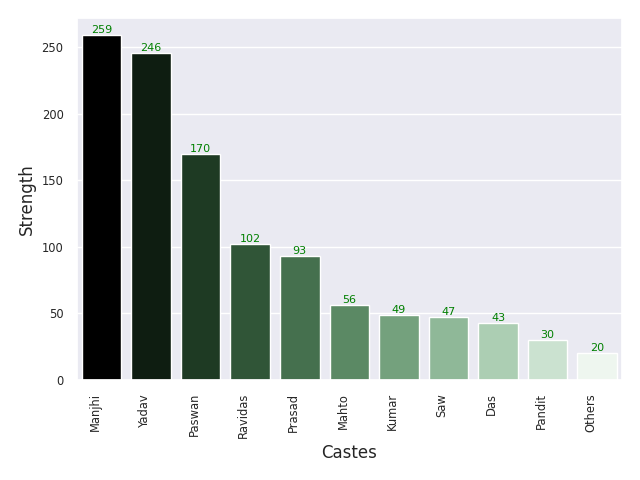 259
246
170
102
93
56
49
47
43
30
20
250
200
150
100
50
0
Strength
Manjhi
Yadav
Paswan
Ravidas
Prasad
Mahto
Kumar
Saw
Das
Pandit
Others
Castes